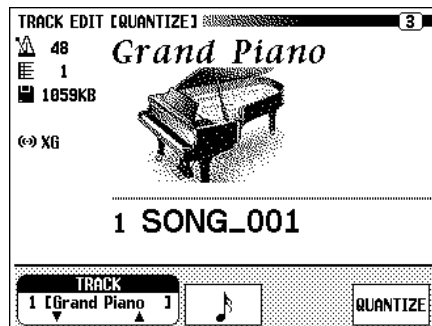 TRACK EDIT [QUANTIZE] 3
48
Grand Piano
1
1059KB
XG
1 SONG_001
TRACK
1 [Grand Piano ]
QUANTIZE